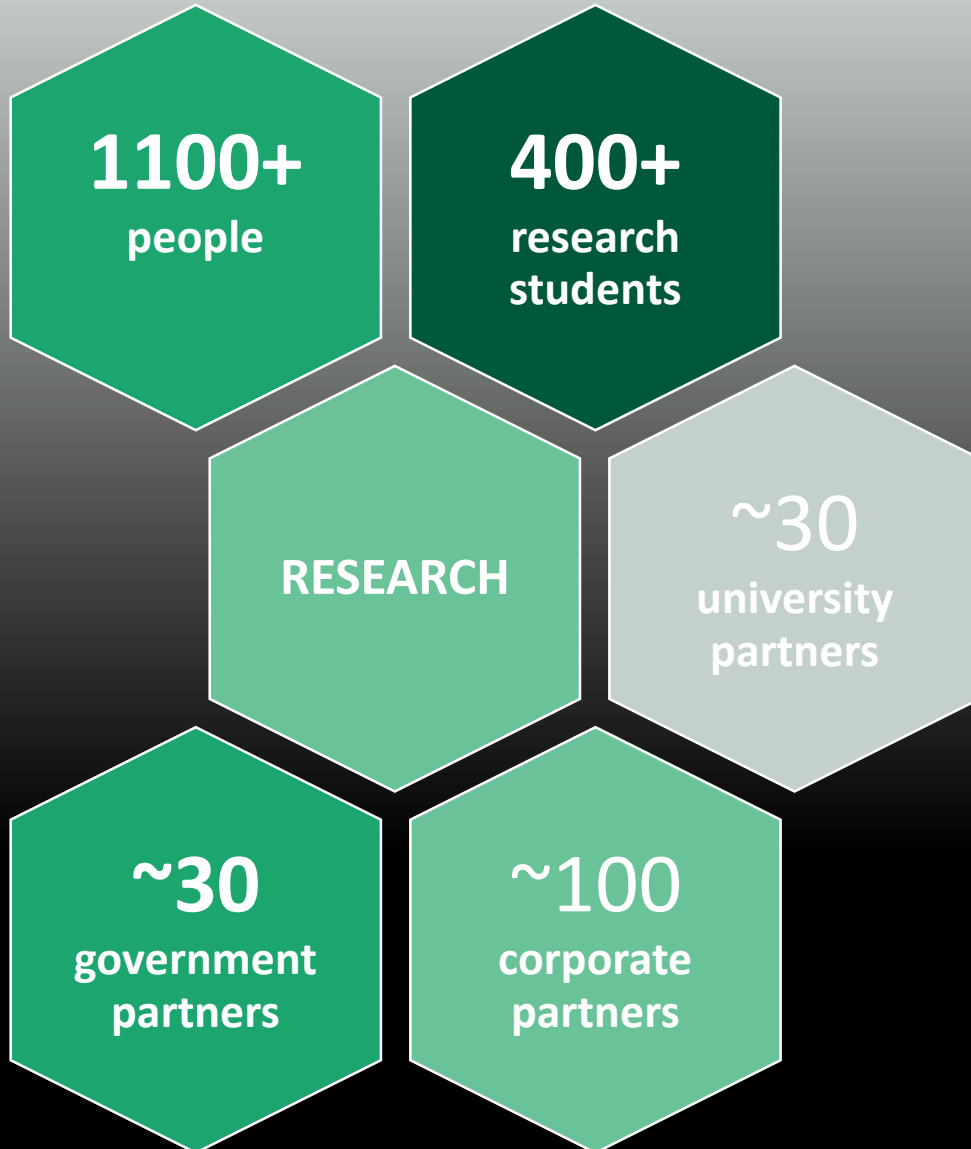 1100+
people
400+
research
students
RESEARCH
~30
university
partners
~30
government
partners
~100
corporate
partners